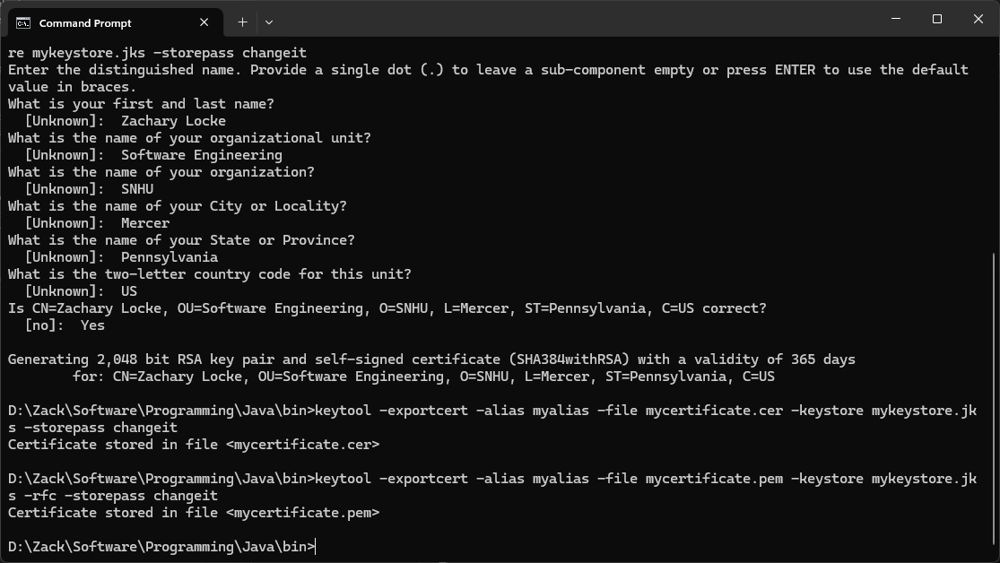 Command Prompt
re mykeystore.jks -storepass changeit
Enter the distinguished name. Provide a single dot (.) to leave a sub-component empty or press ENTER to use the default
value in braces.
What is your first and last name?
  [Unknown]:  Zachary Locke
What is the name of your organizational unit?
  [Unknown]:  Software Engineering
What is the name of your organization?
  [Unknown]:  SNHU
What is the name of your City or Locality?
  [Unknown]:  Mercer
What is the name of your State or Province?
  [Unknown]:  Pennsylvania
What is the two-letter country code for this unit?
  [Unknown]:  US
Is CN=Zachary Locke, OU=Software Engineering, O=SNHU, L=Mercer, ST=Pennsylvania, C=US correct?
  [no]:  Yes
Generating 2,048 bit RSA key pair and self-signed certificate (SHA384withRSA) with a validity of 365 days
        for: CN=Zachary Locke, OU=Software Engineering, O=SNHU, L=Mercer, ST=Pennsylvania, C=US
D:\Zack\Software\Programming\Java\bin>keytool -exportcert -alias myalias -file mycertificate.cer -keystore mykeystore.jk
s -storepass changeit
Certificate stored in file <mycertificate.cer>
D:\Zack\Software\Programming\Java\bin>keytool -exportcert -alias myalias -file mycertificate.pem -keystore mykeystore.jk
s -rfc -storepass changeit
Certificate stored in file <mycertificate.pem>
D:\Zack\Software\Programming\Java\bin>